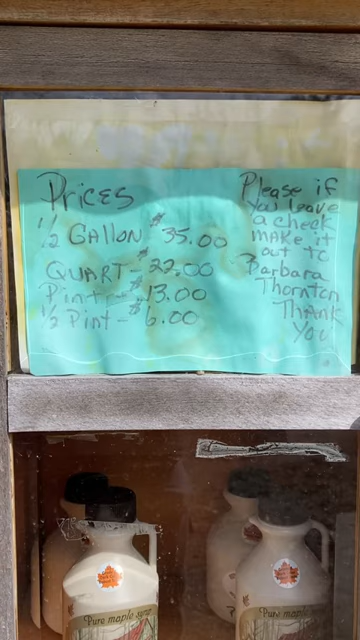 Prices
1/2 GALLON $35.00
QUART - $22.00
Pint - $13.00
1/2 Pint - $6.00
Please if
you leave
a check
make it
out to
Barbara
Thornton
Thank
You
Pure maple syrup
Pure maple